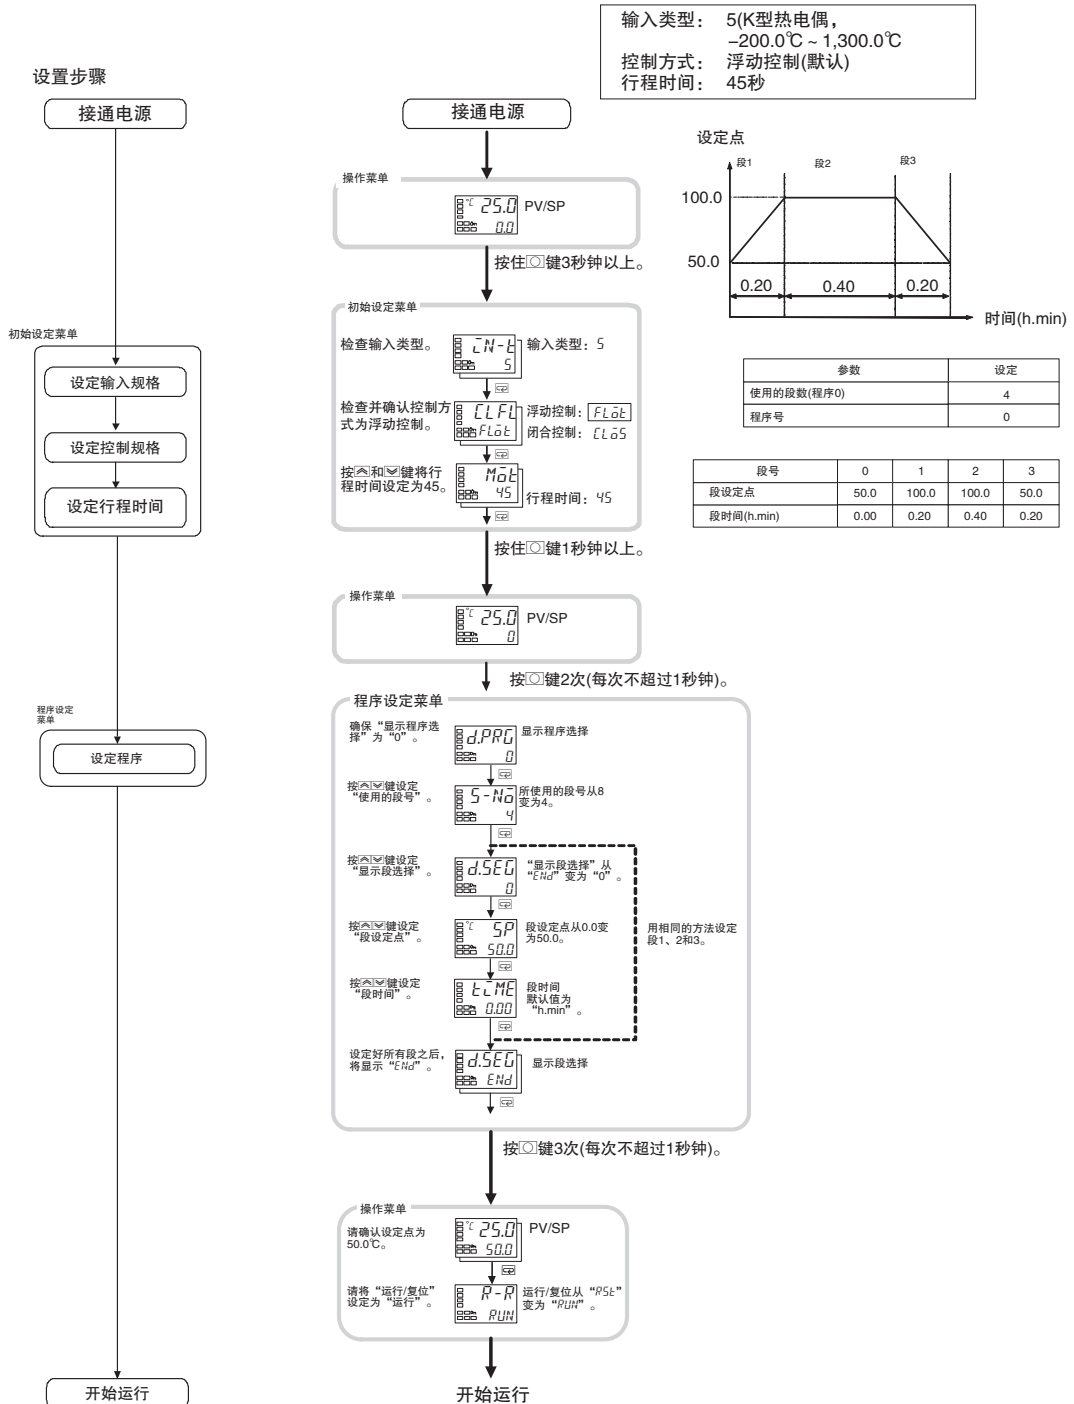 输入类型： 5(K型热电偶，
–200.0℃ ~ 1,300.0℃
控制方式： 浮动控制(默认)
行程时间： 45秒
设置步骤
接通电源
初始设定菜单
设定输入规格
设定控制规格
设定行程时间
程序设定
菜单
设定程序
开始运行
接通电源
操作菜单
℃ 25.0 PV/SP
0.0
按住键3秒钟以上。
初始设定菜单
检查输入类型。
iN-t
5
输入类型：5
检查并确认控制方
式为浮动控制。
CLFL
FLot
浮动控制：FLot
闭合控制：CLoS
按和键将行
程时间设定为45。
Mot
45
行程时间：45
按住键1秒钟以上。
操作菜单
℃ 25.0 PV/SP
0
按键2次(每次不超过1秒钟)。
程序设定菜单
确保“显示程序选
择”为“0”。
d.PRG
0
显示程序选择
按键设定
“使用的段号”。
S-No
4
所使用的段号从8
变为4。
按键设定
“显示段选择”。
d.SEG
0
“显示段选择”从
“ENd”变为“0”。
按键设定
“段设定点”。
℃ SP
50.0
段设定点从0.0变
为50.0。
按键设定
“段时间”。
tiME
0.00
段时间
默认值为
“h.min”。
用相同的方法设定
段1、2和3。
设定好所有段之后，
将显示“ENd”。
d.SEG
ENd
显示段选择
按键3次(每次不超过1秒钟)。
操作菜单
请确认设定点为
50.0℃。
℃ 25.0 PV/SP
50.0
请将“运行/复位”
设定为“运行”。
R-R
RUN
运行/复位从“RSt”
变为“RUN”。
开始运行
设定点
段1 段2 段3
100.0
50.0
0.20 0.40 0.20
时间(h.min)
参数 设定
使用的段数(程序0) 4
程序号 0
段号 0 1 2 3
段设定点 50.0 100.0 100.0 50.0
段时间(h.min) 0.00 0.20 0.40 0.20